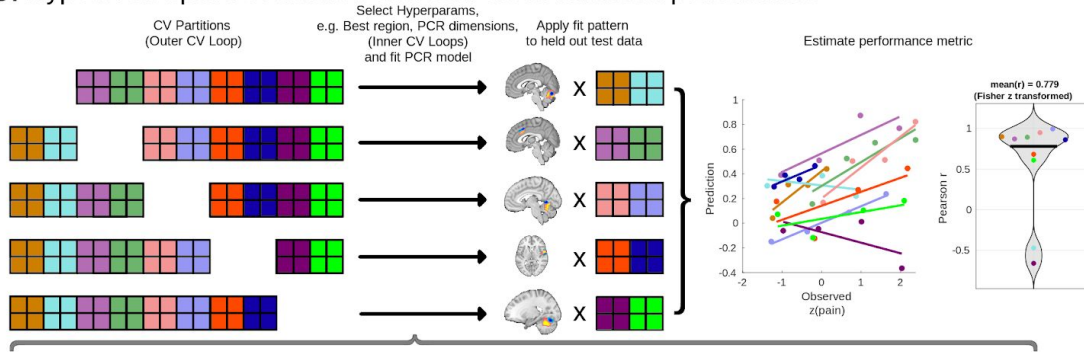 CV Partitions
(Outer CV Loop)
Select Hyperparams,
e.g. Best region, PCR dimensions,
(Inner CV Loops)
and fit PCR model
Apply fit pattern
to held out test data
Estimate performance metric
X
X
X
X
X
1
0.8
0.6
0.4
0.2
0
-0.2
-0.4
Prediction
-2
-1
0
1
2
Observed
z(pain)
mean(r) = 0.779
(Fisher z transformed)
1
0.5
0
-0.5
Pearson r